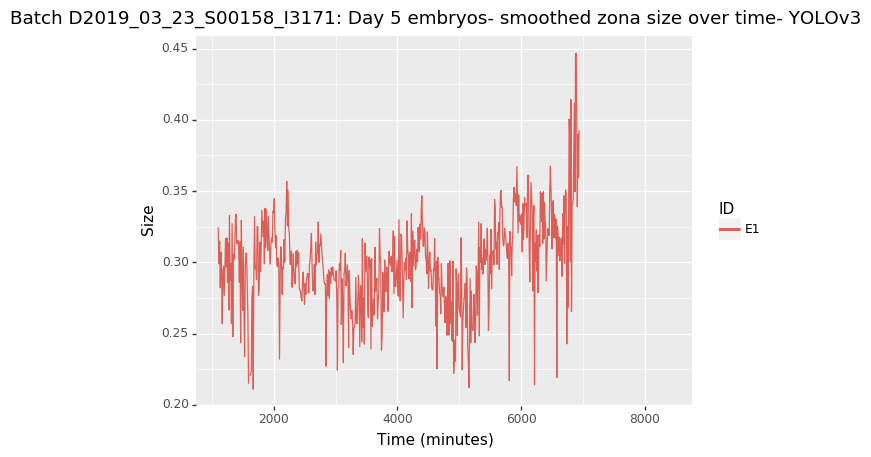 Batch D2019_03_23_S00158_I3171: Day 5 embryos- smoothed zona size over time- YOLOv3
0.45
0.40
0.35
0.30
0.25
0.20
Size
2000
4000
6000
8000
Time (minutes)
ID
E1